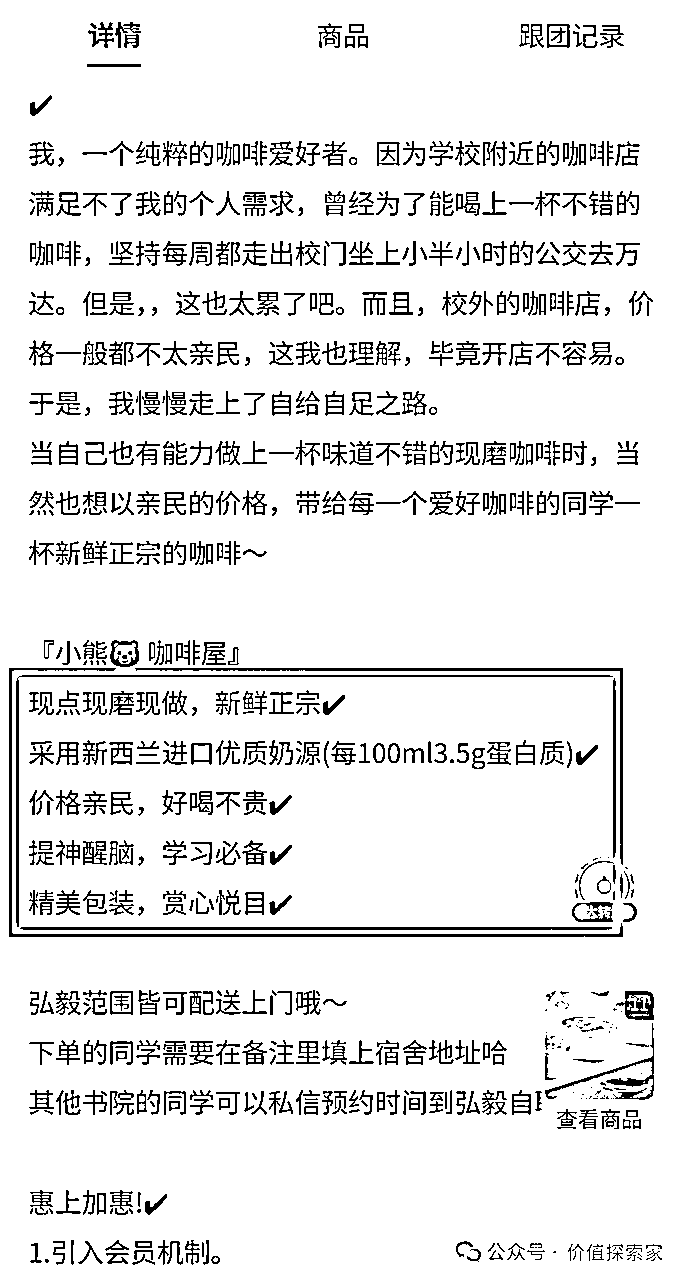 详情 商品 跟团记录
✔
我，一个纯粹的咖啡爱好者。因为学校附近的咖啡店
满足不了我的个人需求，曾经为了能喝上一杯不错的
咖啡，坚持每周都走出校门坐上小半小时的公交去万
达。但是，，这也太累了吧。而且，校外的咖啡店，价
格一般都不太亲民，这我也理解，毕竟开店不容易。
于是，我慢慢走上了自给自足之路。
当自己也有能力做上一杯味道不错的现磨咖啡时，当
然也想以亲民的价格，带给每一个爱好咖啡的同学一
杯新鲜正宗的咖啡～
『小熊🐻咖啡屋』
现点现磨现做，新鲜正宗✔
采用新西兰进口优质奶源(每100ml3.5g蛋白质)✔
价格亲民，好喝不贵✔
提神醒脑，学习必备✔
精美包装，赏心悦目✔
弘毅范围皆可配送上门哦～
下单的同学需要在备注里填上宿舍地址哈
其他书院的同学可以私信预约时间到弘毅自
查看商品
惠上加惠!✔
1.引入会员机制。
公众号·价值探索家